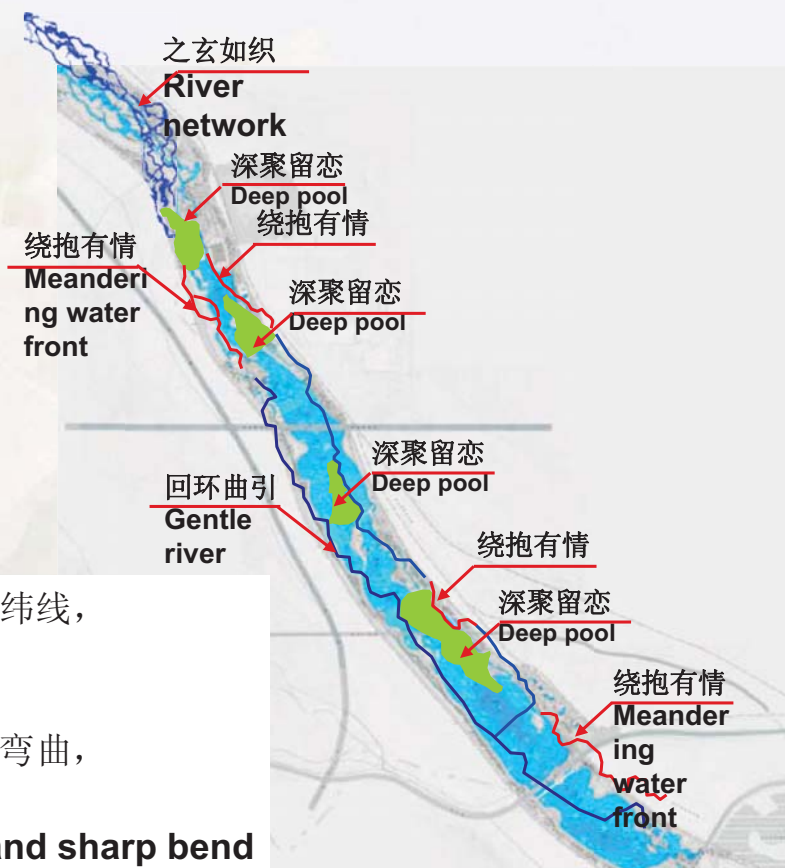 之玄如织
River
network
深聚留恋
Deep pool
绕抱有情
绕抱有情
Meanderi
ng water
front
深聚留恋
Deep pool
深聚留恋
Deep pool
回环曲引
Gentle
river
绕抱有情
深聚留恋
Deep pool
绕抱有情
Meander
ing
water
front
纬线，
弯曲，
and sharp bend